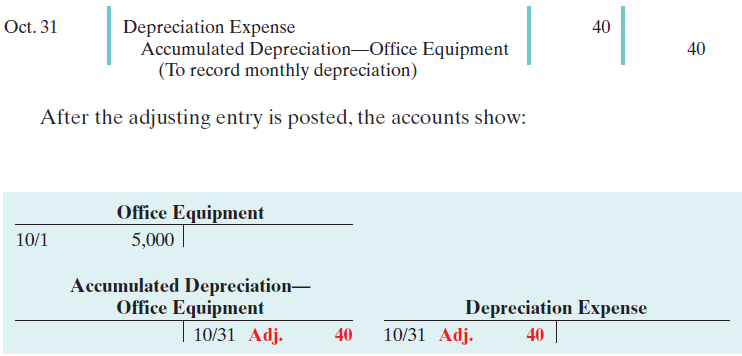 Oct. 31 Depreciation Expense 40
Accumulated Depreciation—Office Equipment 40
(To record monthly depreciation)
After the adjusting entry is posted, the accounts show:
Office Equipment
10/1 5,000
Accumulated Depreciation—
Office Equipment
10/31 Adj. 40
Depreciation Expense
10/31 Adj. 40